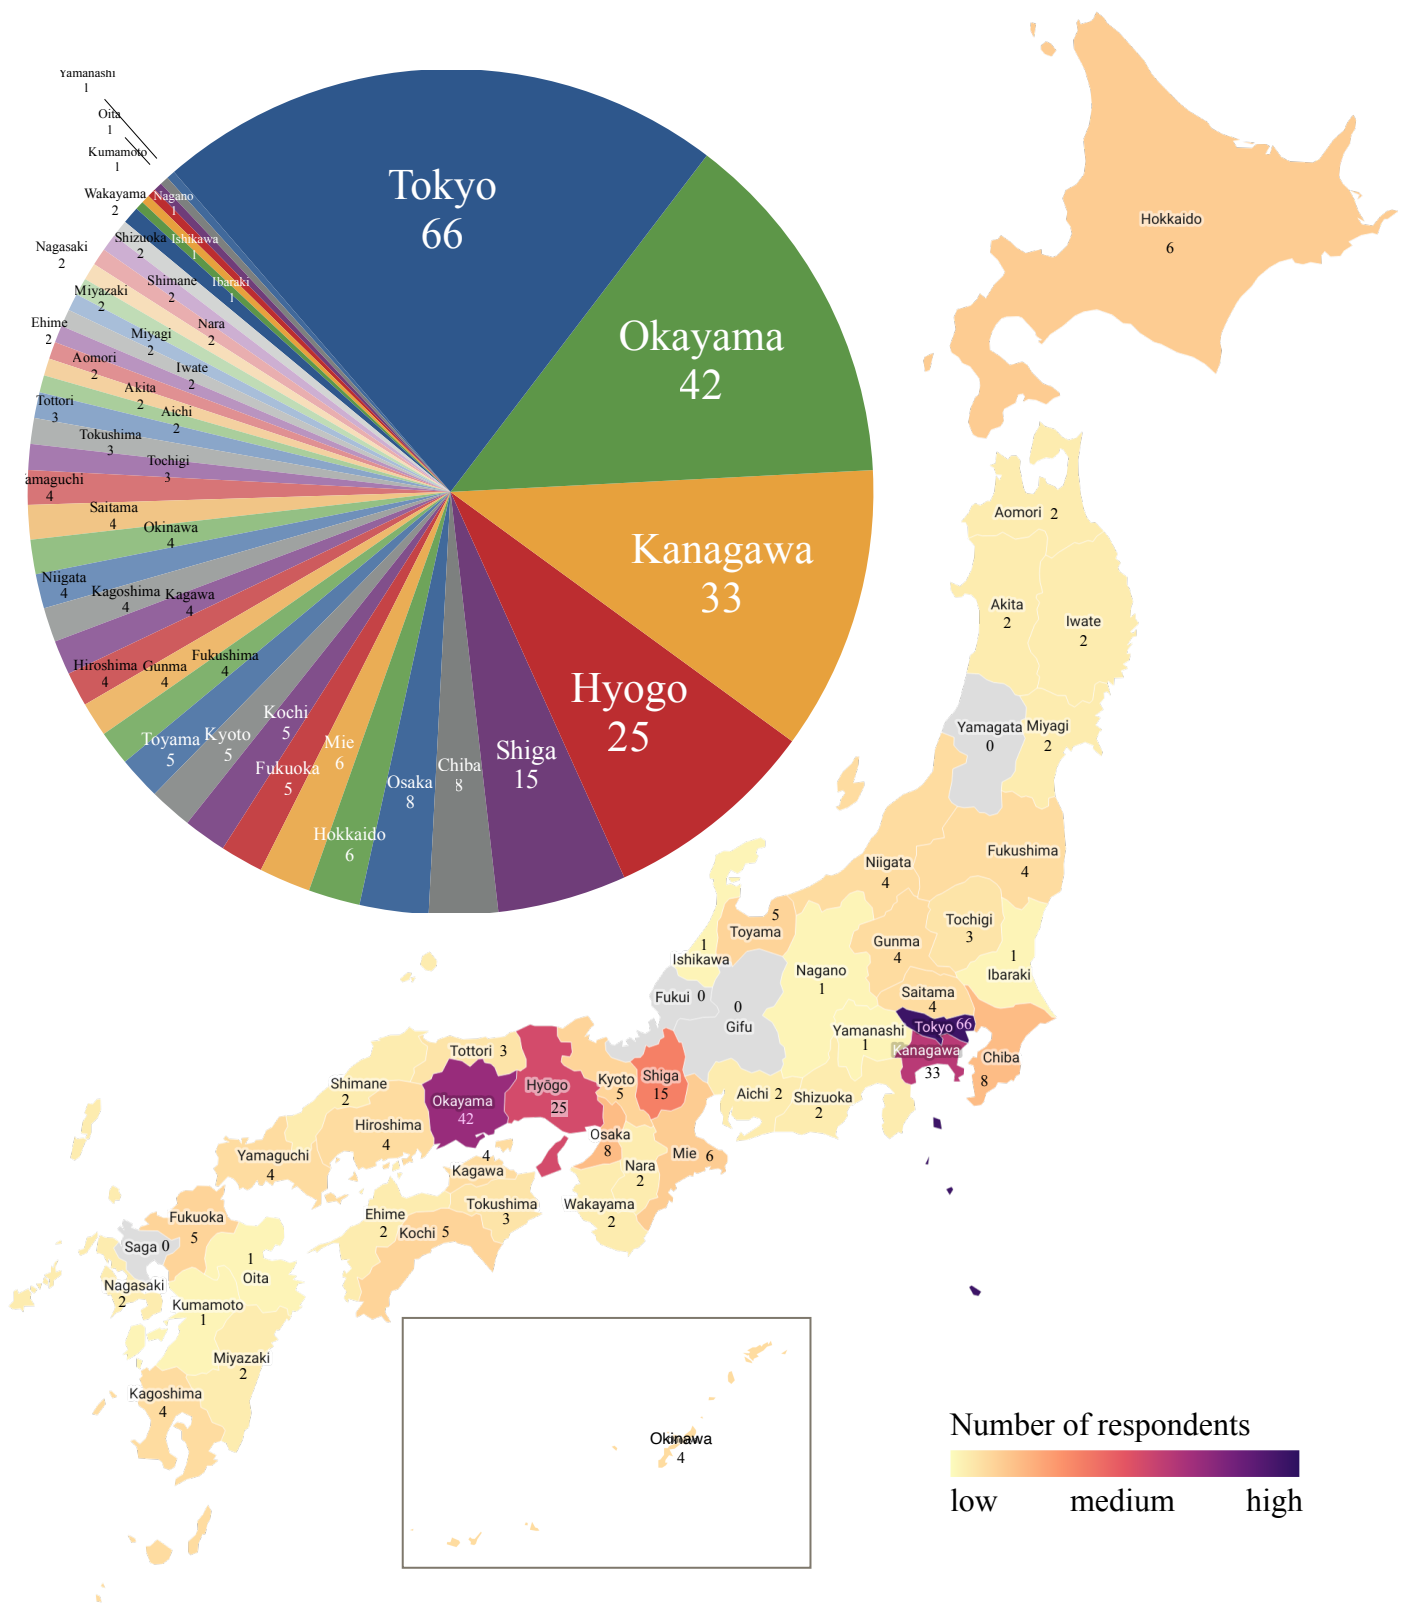 Yamanashi
1
Oita
1
Kumamoto
1
Wakayama
2
Nagano
1
Shizuoka
2
Ishikawa
1
Nagasaki
2
Shimane
2
Ibaraki
1
Miyazaki
2
Nara
2
Ehime
2
Miyagi
2
Aomori
2
Iwate
2
Akita
2
Aichi
2
Tottori
3
Tokushima
3
Tochigi
3
amaguchi
4
Saitama
4
Okinawa
4
Niigata
4
Kagoshima
4
Kagawa
4
Hiroshima
4
Gunma
4
Fukushima
4
Toyama
5
Kyoto
5
Kochi
5
Fukuoka
5
Mie
6
Hokkaido
6
Osaka
8
Chiba
8
Shiga
15
Hyogo
25
Kanagawa
33
Okayama
42
Tokyo
66
Hokkaido
6
Aomori 2
Akita
2
Iwate
2
Yamagata
0
Miyagi
2
Niigata
4
Fukushima
4
5
Toyama
1
Ishikawa
Tochigi
3
Gunma
4
1
Ibaraki
Nagano
1
Fukui 0
0
Gifu
Saitama
4
Tokyo 66
Yamanashi
1
Kanagawa
33
Chiba
8
Tottori 3
Shimane
2
Hyōgo
25
Kyoto
5
Shiga
15
Aichi 2
Shizuoka
2
Okayama
42
Hiroshima
4
Osaka
8
Mie 6
Yamaguchi
4
4
Kagawa
Nara
2
Tokushima
3
Wakayama
2
Ehime
2
Kochi 5
Fukuoka
5
Saga 0
1
Oita
Nagasaki
2
Kumamoto
1
Miyazaki
2
Kagoshima
4
Okinawa
4
Number of respondents
low medium high